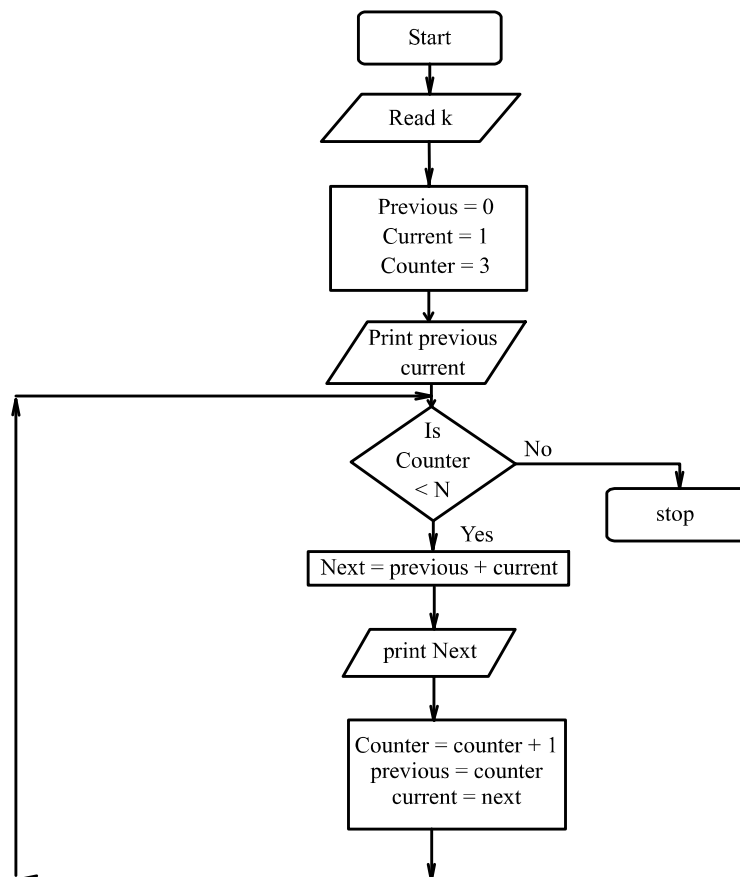 Start
Read k
Previous = 0
Current = 1
Counter = 3
Print previous
current
Is
Counter
< N
No
stop
Yes
Next = previous + current
print Next
Counter = counter + 1
previous = counter
current = next